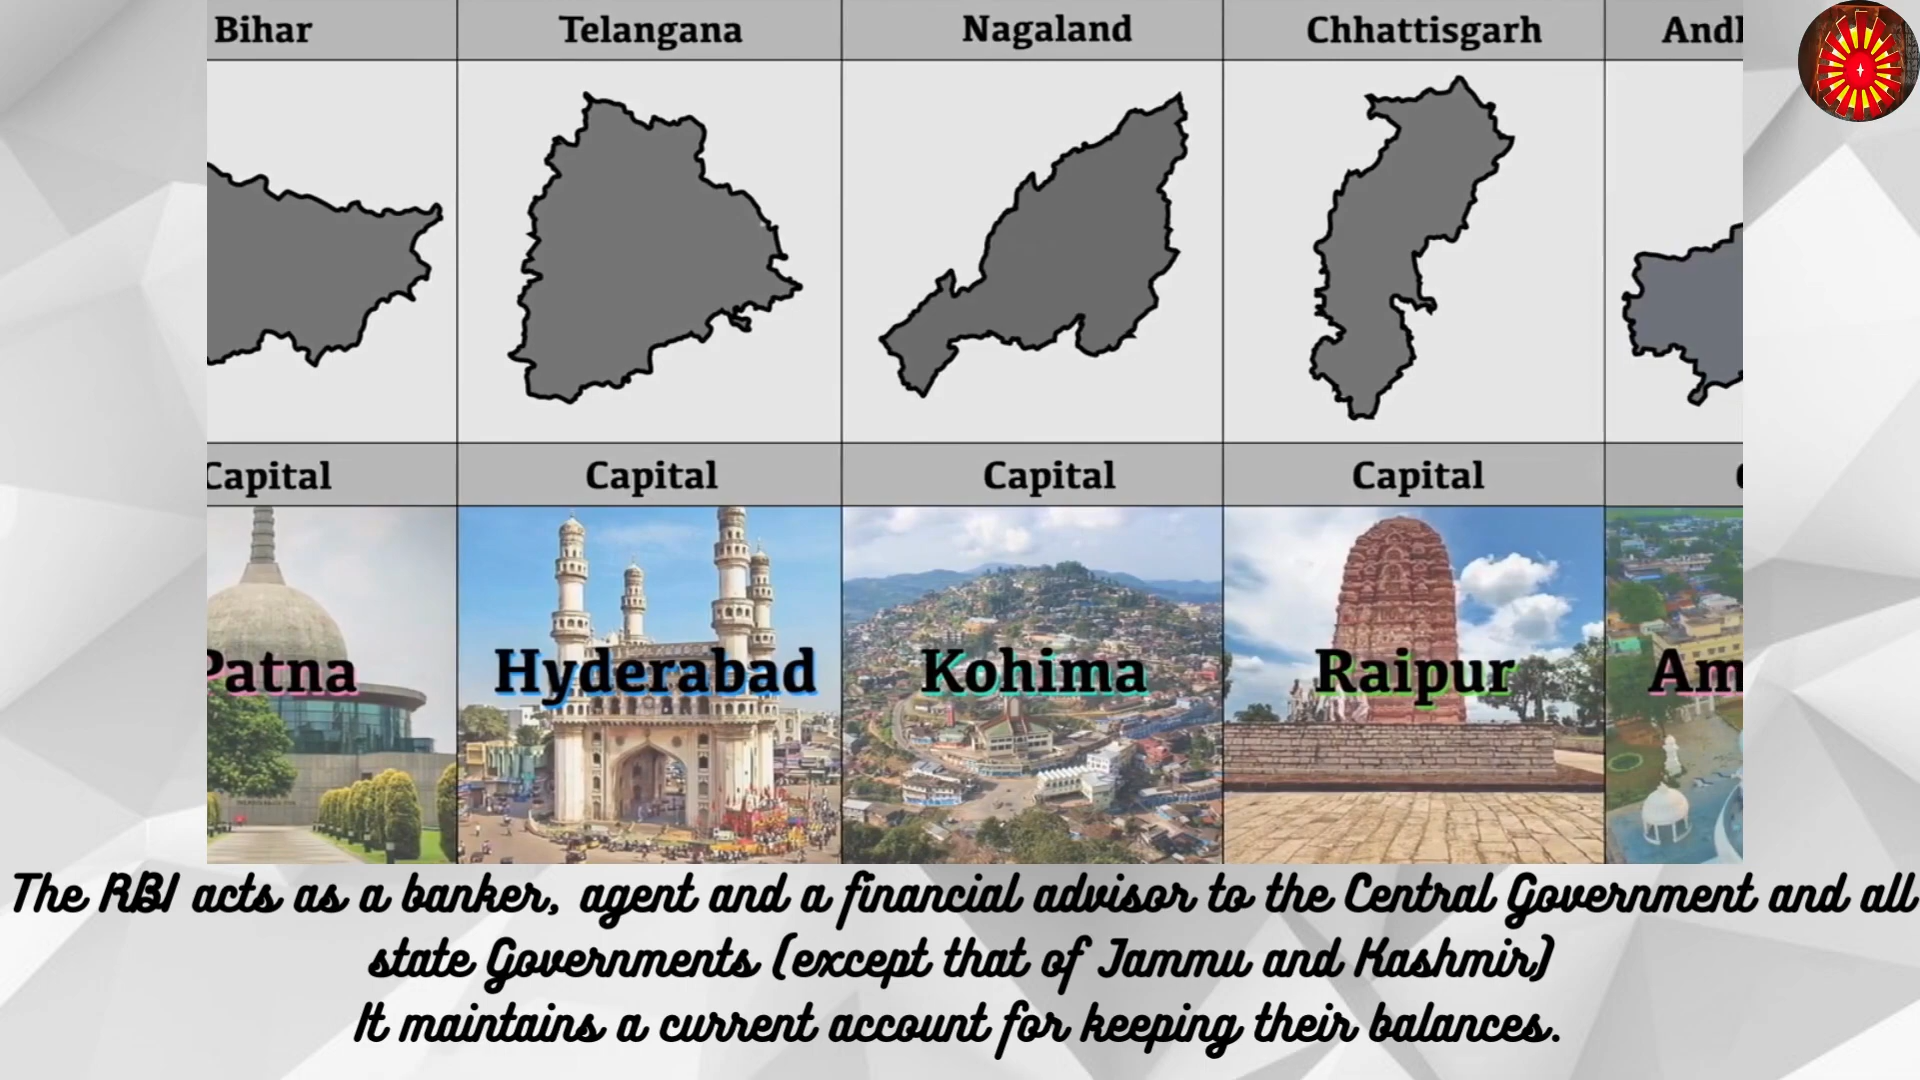 Bihar Telangana Nagaland Chhattisgarh Andh
Capital Capital Capital Capital
Patna Hyderabad Kohima Raipur Am
The RBI acts as a banker, agent and a financial advisor to the Central Government and all
state Governments (except that of Jammu and Kashmir)
It maintains a current account for keeping their balances.